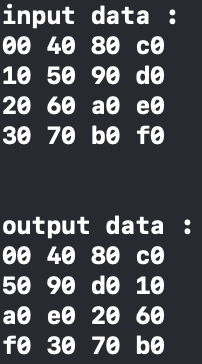 input data :
00 40 80 c0
10 50 90 d0
20 60 a0 e0
30 70 b0 f0
output data :
00 40 80 c0
50 90 d0 10
a0 e0 20 60
f0 30 70 b0